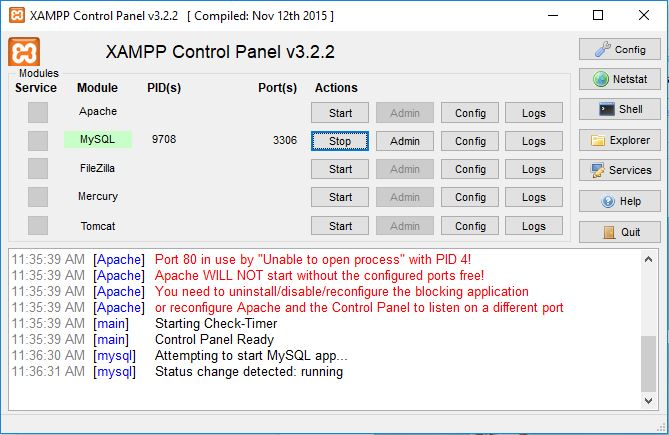 XAMPP Control Panel v3.2.2 [ Compiled: Nov 12th 2015 ]
XAMPP Control Panel v3.2.2
Config
Modules
Service Module PID(s) Port(s) Actions
Netstat
Apache Start Admin Config Logs
Shell
MySQL 9708 3306 Stop Admin Config Logs
Explorer
FileZilla Start Admin Config Logs
Services
Mercury Start Admin Config Logs
Help
Tomcat Start Admin Config Logs
Quit
11:35:39 AM [Apache] Port 80 in use by "Unable to open process" with PID 4!
11:35:39 AM [Apache] Apache WILL NOT start without the configured ports free!
11:35:39 AM [Apache] You need to uninstall/disable/reconfigure the blocking application
11:35:39 AM [Apache] or reconfigure Apache and the Control Panel to listen on a different port
11:35:39 AM [main] Starting Check-Timer
11:35:39 AM [main] Control Panel Ready
11:36:30 AM [mysql] Attempting to start MySQL app...
11:36:31 AM [mysql] Status change detected: running